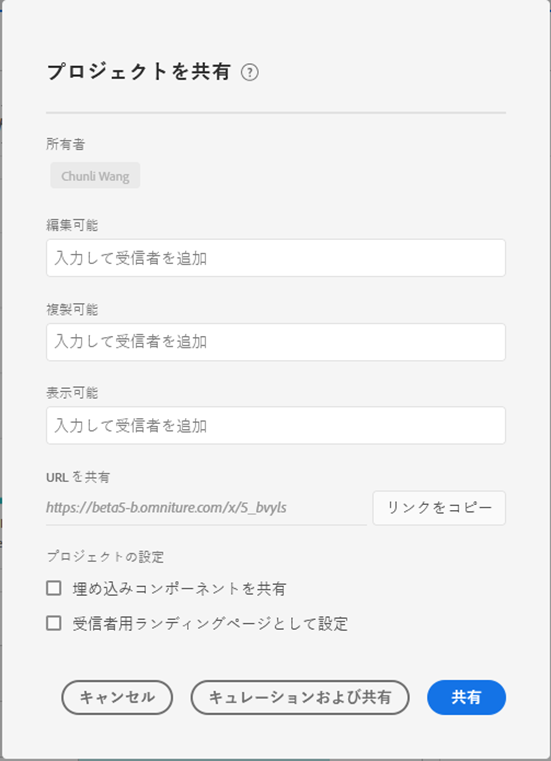 プロジェクトを共有 ?
所有者
Chunli Wang
編集可能
入力して受信者を追加
複製可能
入力して受信者を追加
表示可能
入力して受信者を追加
URL を共有
https://beta5-b.omniture.com/x/5_bvyls リンクをコピー
プロジェクトの設定
埋め込みコンポーネントを共有
受信者用ランディングページとして設定
キャンセル キュレーションおよび共有 共有